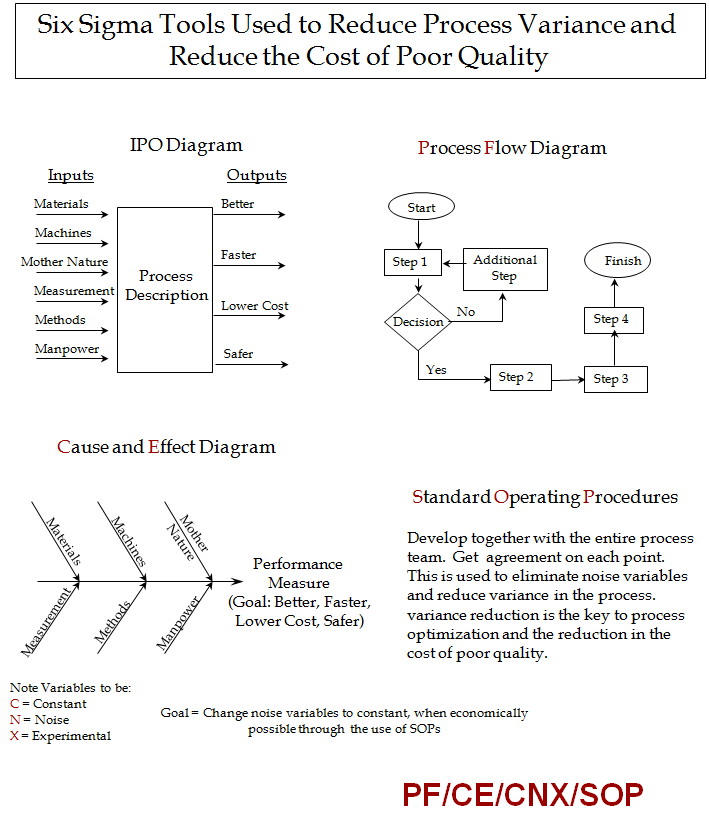 Six Sigma Tools Used to Reduce Process Variance and
Reduce the Cost of Poor Quality
IPO Diagram
Inputs
Outputs
Materials
Machines
Mother Nature
Measurement
Methods
Manpower
Process
Description
Better
Faster
Lower Cost
Safer
Process Flow Diagram
Start
Step 1
Additional
Step
Decision
No
Yes
Step 2
Step 3
Step 4
Finish
Cause and Effect Diagram
Materials
Machines
Mother
Nature
Measurement
Methods
Manpower
Performance
Measure
(Goal: Better, Faster,
Lower Cost, Safer)
Note Variables to be:
C = Constant
N = Noise
X = Experimental
Goal = Change noise variables to constant, when economically
possible through the use of SOPs
Standard Operating Procedures
Develop together with the entire process
team. Get agreement on each point.
This is used to eliminate noise variables
and reduce variance in the process.
variance reduction is the key to process
optimization and the reduction in the
cost of poor quality.
PF/CE/CNX/SOP